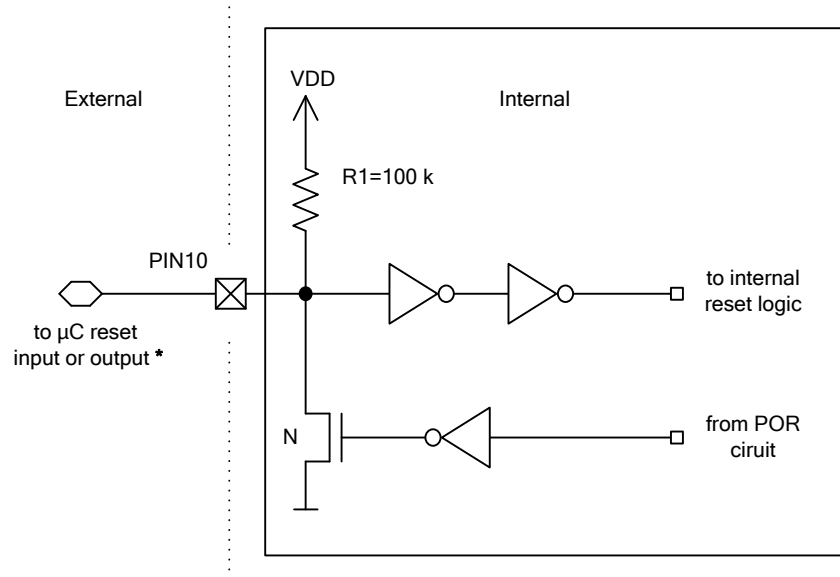 External
VDD
Internal
R1=100 k
PIN10
to µC reset
input or output *
to internal
reset logic
N
from POR
ciruit